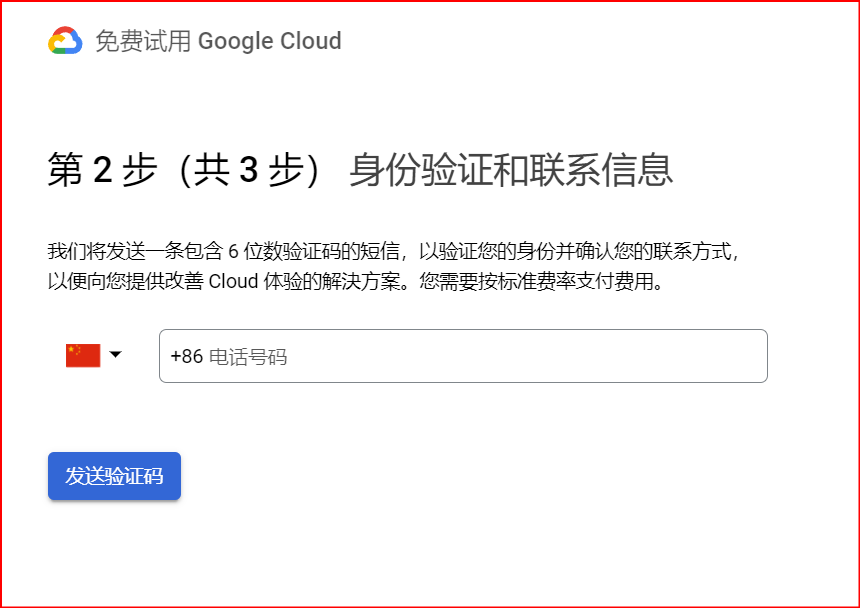 免费试用 Google Cloud
第 2 步（共 3 步） 身份验证和联系信息
我们将发送一条包含 6 位数验证码的短信，以验证您的身份并确认您的联系方式，
以便向您提供改善 Cloud 体验的解决方案。您需要按标准费率支付费用。
+86 电话号码
发送验证码